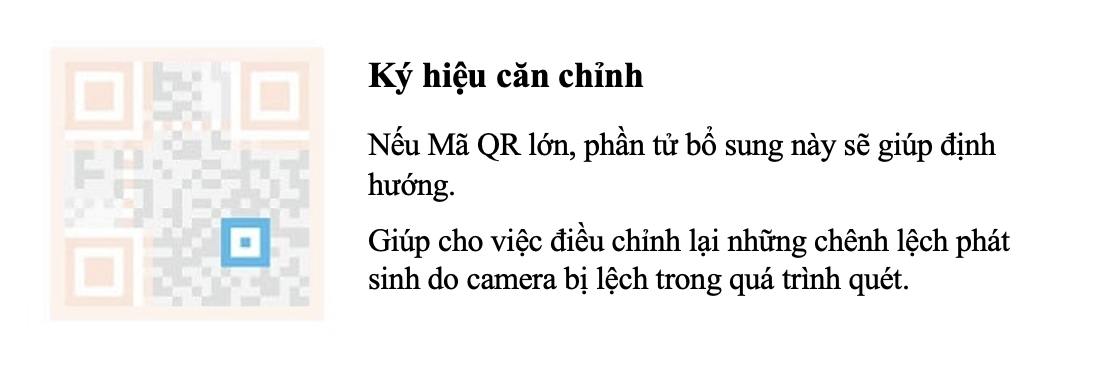 Ký hiệu căn chỉnh
Nếu Mã QR lớn, phần tử bổ sung này sẽ giúp định
hướng.
Giúp cho việc điều chỉnh lại những chênh lệch phát
sinh do camera bị lệch trong quá trình quét.